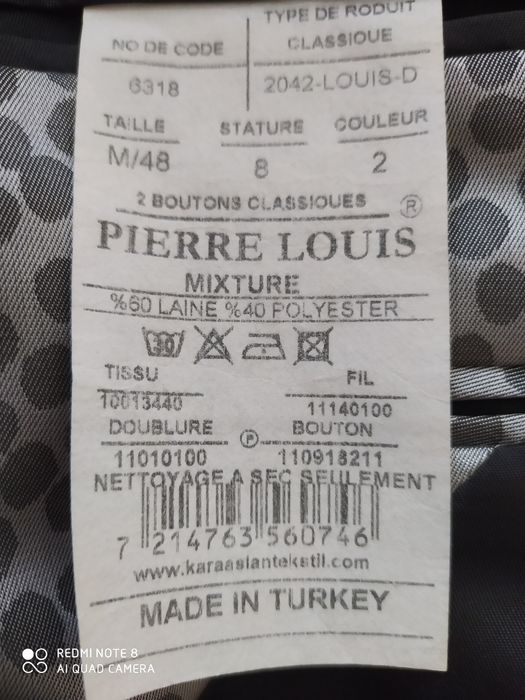 TYPE DE RODUIT
NO DE CODE CLASSIQUE
6318 2042-LOUIS-D
TAILLE STATURE COULEUR
M/48 8 2
2 BOUTONS CLASSIQUES ®
PIERRE LOUIS
MIXTURE
%60 LAINE %40 POLYESTER
30
TISSU FIL
10013440 11140100
DOUBLURE BOUTON
P
11010100 110918211
NETTOYAGE A SEC SEULEMENT
7 214763 560746
www.karaaslantekstil.com
MADE IN TURKEY
REDMI NOTE 8
AI QUAD CAMERA